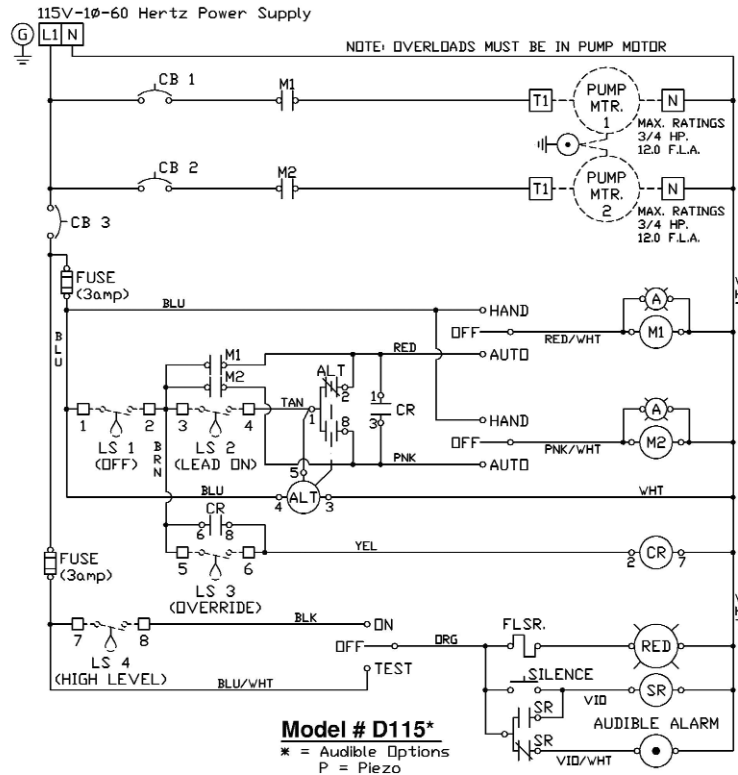 115V-1ø-60 Hertz Power Supply
G L1 N
NOTE: OVERLOADS MUST BE IN PUMP MOTOR
CB 1 M1
T1 PUMP MTR. 1 N
MAX. RATINGS
3/4 HP.
12.0 F.L.A.
CB 2 M2
T1 PUMP MTR. 2 N
MAX. RATINGS
3/4 HP.
12.0 F.L.A.
CB 3
FUSE
(3amp)
BLU
HAND
OFF
AUTO
RED/WHT
A
M1
BLU
M1
RED
M2
ALT
TAN
1 2 8 5
1 CR 3
1 2 3 4
LS 1
(OFF)
LS 2
(LEAD ON)
BRN
HAND
OFF
AUTO
PNK/WHT
A
M2
PNK
BLU
4 ALT 3
WHT
CR
6 8
YEL
2 CR 7
5 6
LS 3
(OVERRIDE)
FUSE
(3amp)
7 8
LS 4
(HIGH LEVEL)
BLK
ON
OFF
TEST
BLU/WHT
ORG
FLSR.
RED
SILENCE
VIO
SR
SR
SR
AUDIBLE ALARM
VIO/WHT
Model # D115*
* = Audible Options
P = Piezo